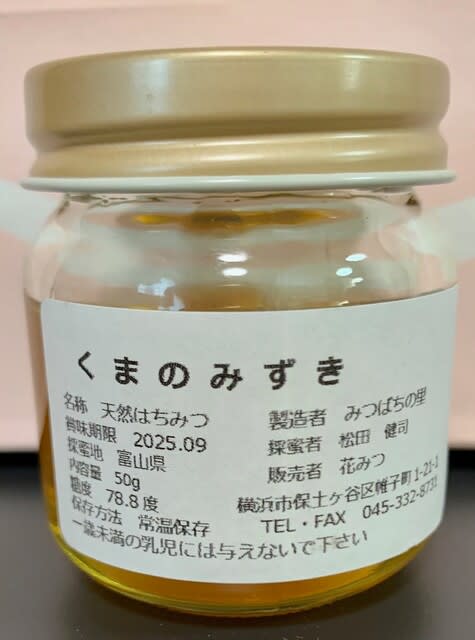 くまのみずき
名称 天然はちみつ
賞味期限 2025.09
採蜜地 富山県
内容量 50g
糖度 78.8度
保存方法 常温保存
一歳未満の乳児には与えないで下さい
製造者 みつばちの里
採蜜者 松田 健司
販売者 花みつ
横浜市保土ヶ谷区帷子町1-21-1
TEL・FAX 045-332-8731